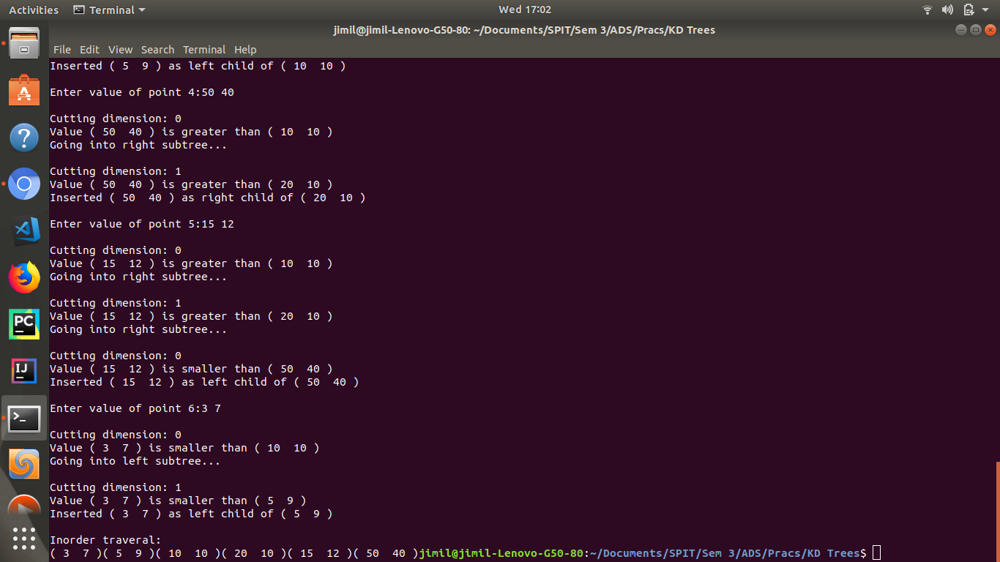 Activities Terminal Wed 17:02
jimil@jimil-Lenovo-G50-80: ~/Documents/SPIT/Sem 3/ADS/Pracs/KD Trees
File Edit View Search Terminal Help
Inserted ( 5  9 ) as left child of ( 10  10 )
Enter value of point 4:50 40
Cutting dimension: 0
Value ( 50  40 ) is greater than ( 10  10 )
Going into right subtree...
Cutting dimension: 1
Value ( 50  40 ) is greater than ( 20  10 )
Inserted ( 50  40 ) as right child of ( 20  10 )
Enter value of point 5:15 12
Cutting dimension: 0
Value ( 15  12 ) is greater than ( 10  10 )
Going into right subtree...
Cutting dimension: 1
Value ( 15  12 ) is greater than ( 20  10 )
Going into right subtree...
Cutting dimension: 0
Value ( 15  12 ) is smaller than ( 50  40 )
Inserted ( 15  12 ) as left child of ( 50  40 )
Enter value of point 6:3 7
Cutting dimension: 0
Value ( 3  7 ) is smaller than ( 10  10 )
Going into left subtree...
Cutting dimension: 1
Value ( 3  7 ) is smaller than ( 5  9 )
Inserted ( 3  7 ) as left child of ( 5  9 )
Inorder traveral:
( 3  7 )( 5  9 )( 10  10 )( 20  10 )( 15  12 )( 50  40 )jimil@jimil-Lenovo-G50-80:~/Documents/SPIT/Sem 3/ADS/Pracs/KD Trees$
A
?
PC
IJ
>_